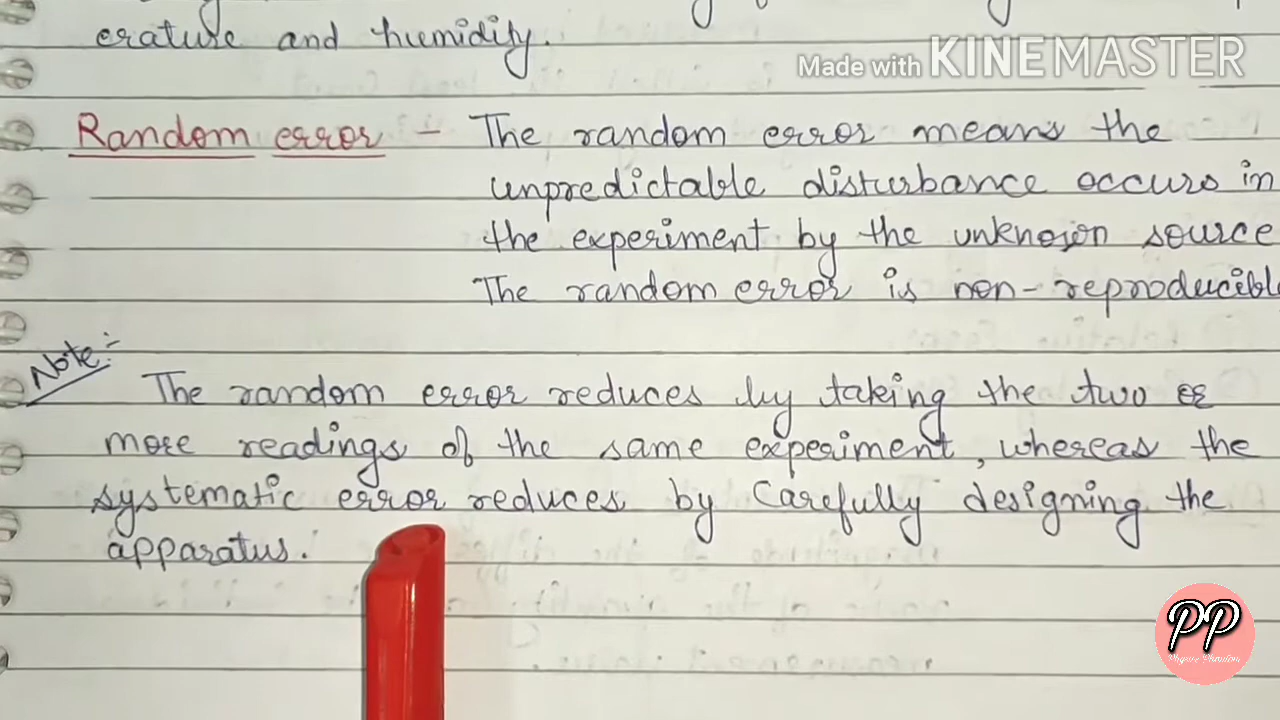 erature and humidity.
Made with KINEMASTER
Random error - The random error means the
unpredictable disturbance occurs in
the experiment by the unknown source
The random error is non-reproducible
Note:-
The random error reduces by taking the two or
more readings of the same experiment, whereas the
systematic error reduces by Carefully designing the
apparatus.
PP